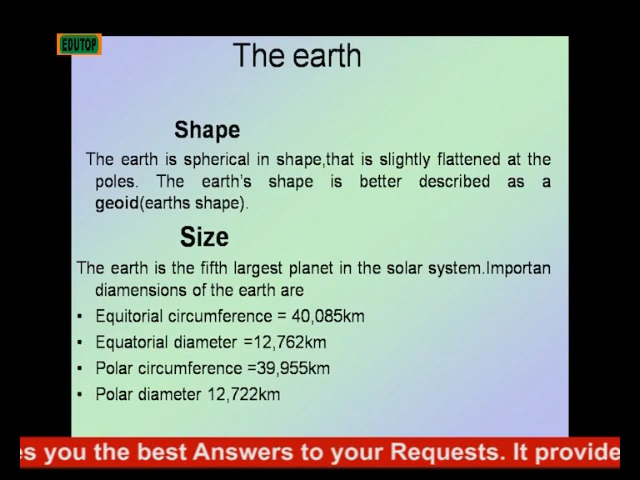 EDUTOP
The earth
Shape
The earth is spherical in shape,that is slightly flattened at the
poles. The earth's shape is better described as a
geoid(earths shape).
Size
The earth is the fifth largest planet in the solar system.Importan
diamensions of the earth are
• Equitorial circumference = 40,085km
• Equatorial diameter =12,762km
• Polar circumference =39,955km
• Polar diameter 12,722km
es you the best Answers to your Requests. It provide